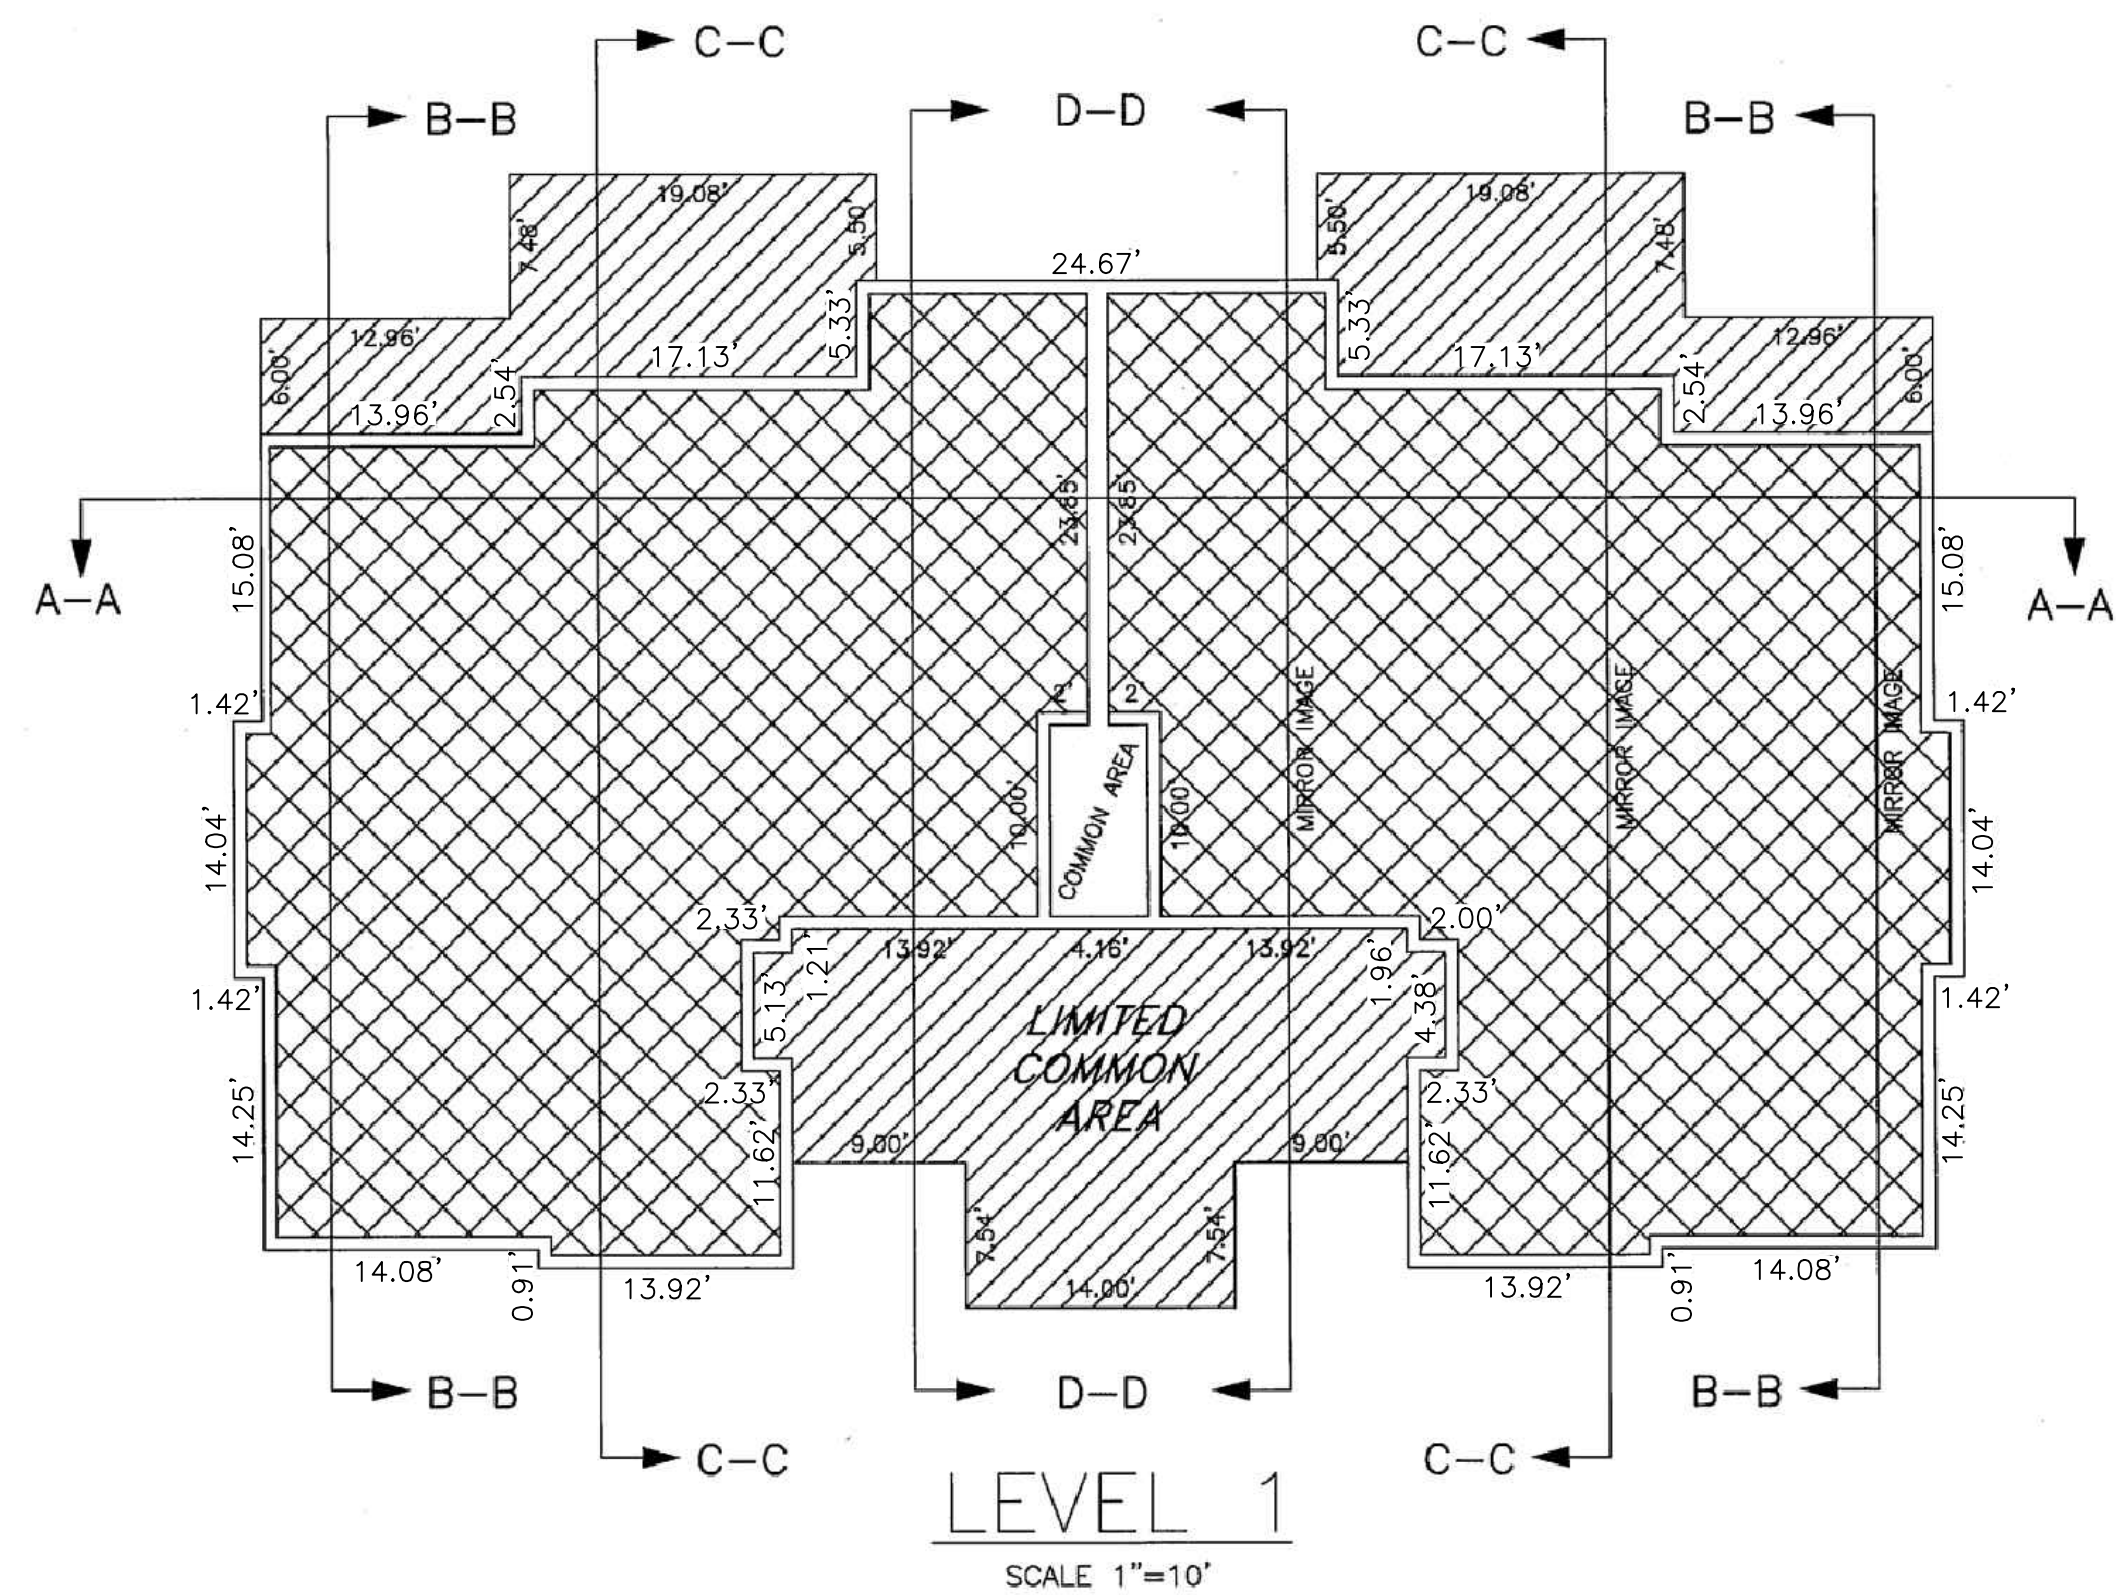 C–C
C–C
B–B
D–D
B–B
19.08'
19.08'
7.48'
5.50'
5.50'
7.48'
24.67'
12.96'
5.33'
5.33'
12.96'
6.00'
17.13'
17.13'
6.00'
13.96'
2.54'
2.54'
13.96'
23.85'
23.85'
15.08'
15.08'
A–A
A–A
1.42'
2'
2'
MIRROR IMAGE
MIRROR IMAGE
MIRROR IMAGE
1.42'
14.04'
10.00'
COMMON AREA
10.00'
14.04'
2.33'
2.00'
13.92'
4.16'
13.92'
1.21'
1.96'
1.42'
5.13'
4.38'
1.42'
LIMITED
COMMON
AREA
2.33'
2.33'
14.25'
11.62'
9.00'
9.00'
11.62'
14.25'
7.54'
7.54'
14.08'
0.91'
13.92'
14.00'
13.92'
0.91'
14.08'
B–B
D–D
B–B
C–C
C–C
LEVEL 1
SCALE 1"=10'